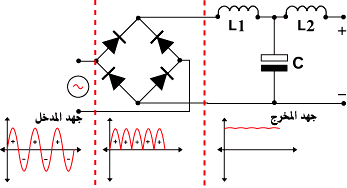 L1 L2
+
C
−
جهد المدخل
جهد المخرج
+ + +
− − −
+ + + + +